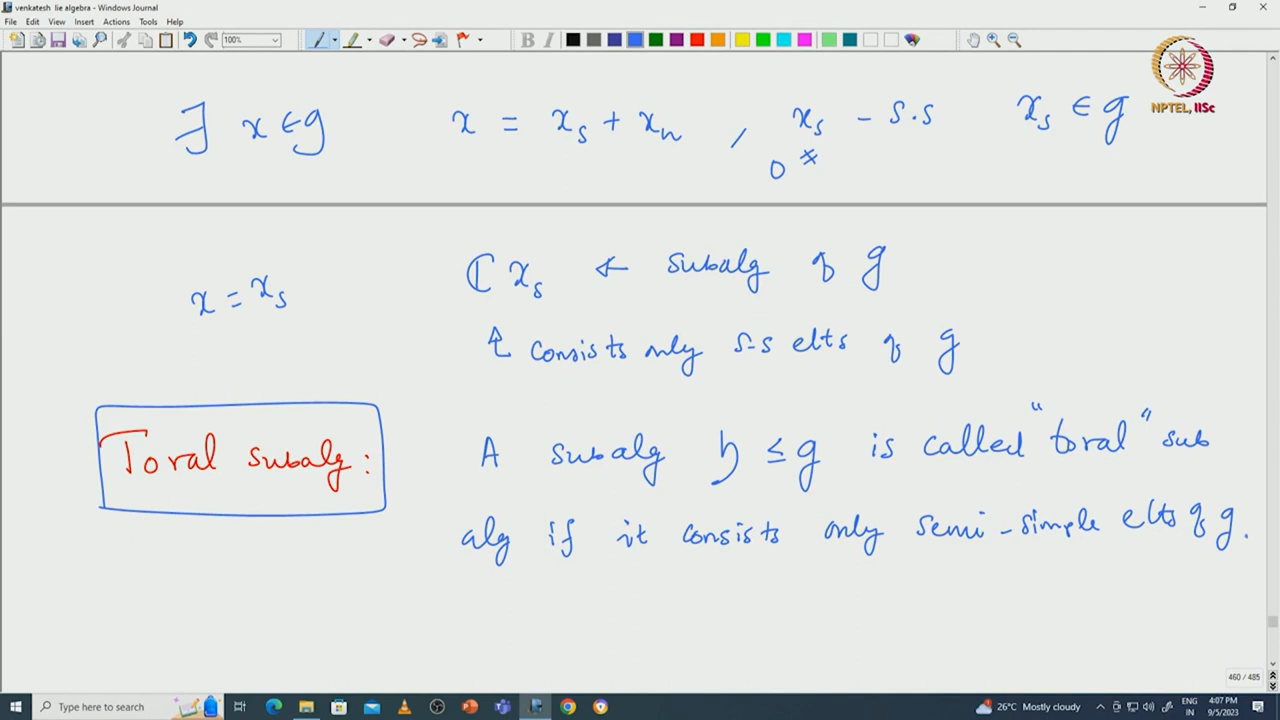 venkatesh lie algebra - Windows Journal
File Edit View Insert Actions Tools Help
100%
B I
NPTEL, IISc
∃ x ∈ g x = x_s + x_n , x_s - s.s x_s ∈ g
0 ≠
x = x_s ℂ x_s ← subalg of g
↑ consists only s-s elts of g
Toral subalg: A subalg 𝔥 ≤ g is called "toral" sub
alg if it consists only semi-simple elts of g.
460 / 485
Type here to search
26°C Mostly cloudy
ENG
IN
4:07 PM
9/5/2023